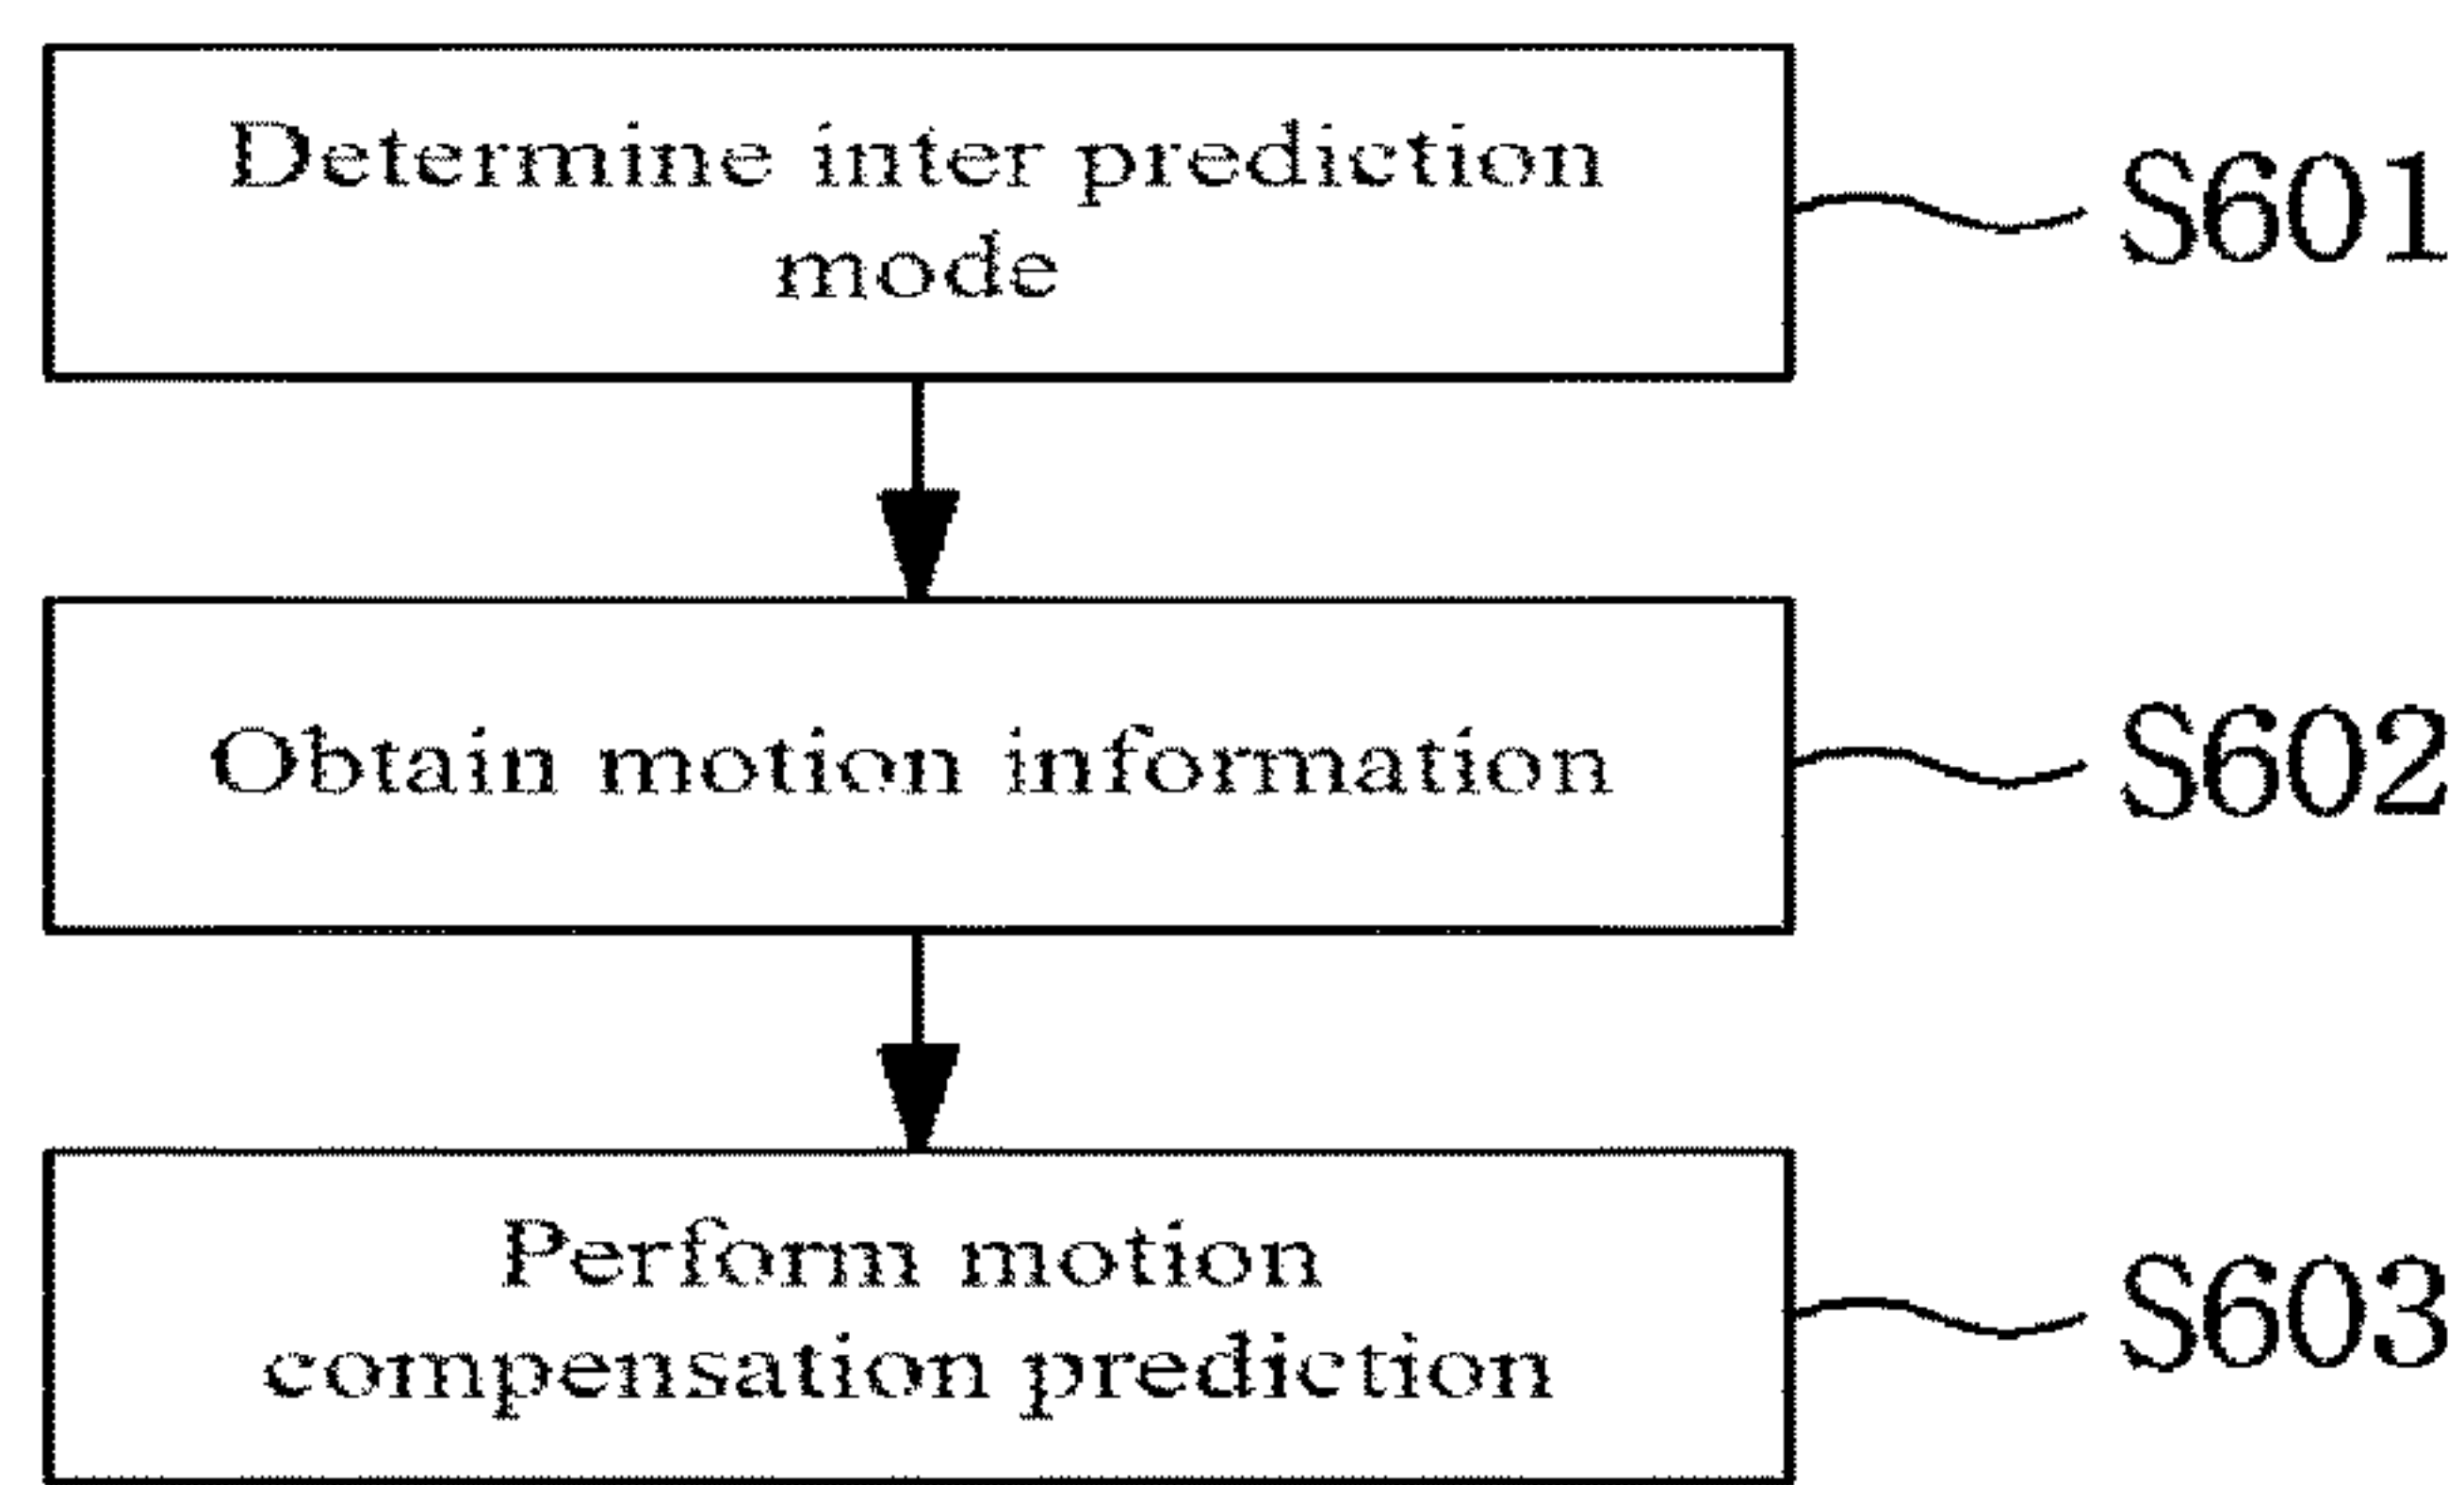 Determine inter prediction
mode
S601
Obtain motion information
S602
Perform motion
compensation prediction
S603